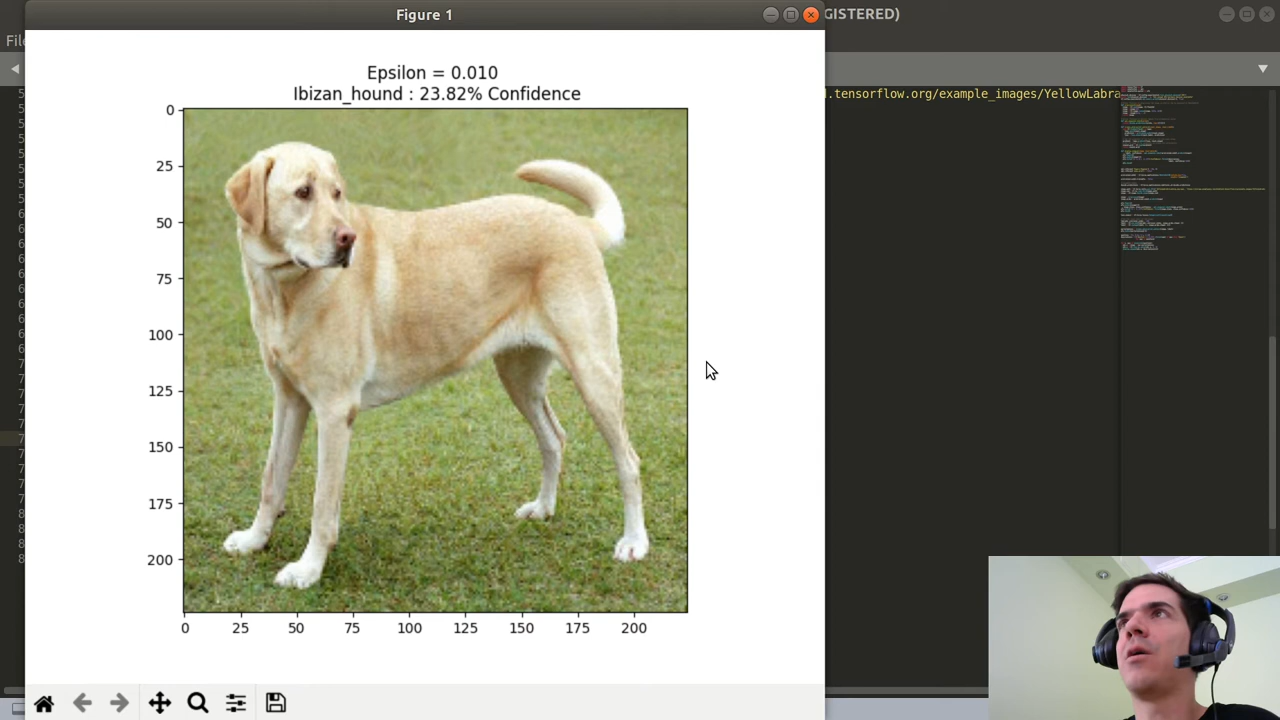 Figure 1
GISTERED)
File
Epsilon = 0.010
Ibizan_hound : 23.82% Confidence
l.tensorflow.org/example_images/YellowLabra
0
25
50
75
100
125
150
175
200
0 25 50 75 100 125 150 175 200